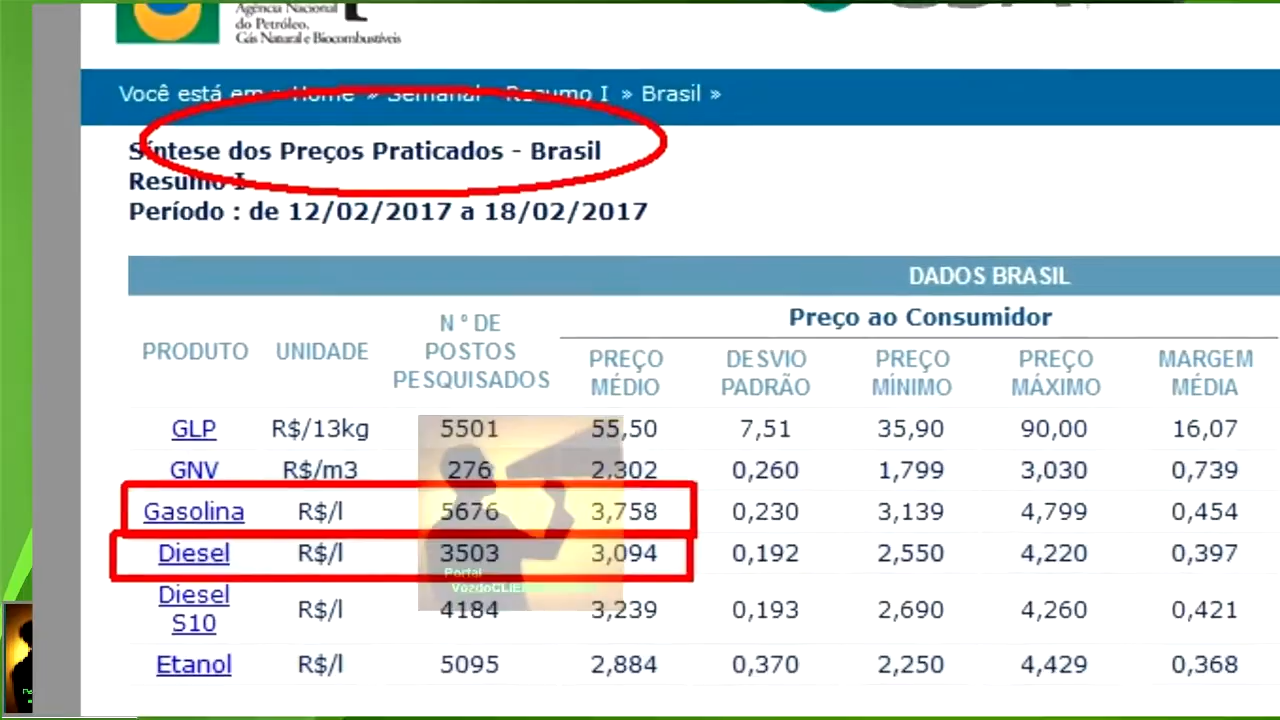 Agência Nacional
do Petróleo,
Gás Natural e Biocombustíveis
Você está em » Home » Semanal - Resumo I » Brasil »
Síntese dos Preços Praticados - Brasil
Resumo I
Período : de 12/02/2017 a 18/02/2017
DADOS BRASIL
Preço ao Consumidor
PRODUTO UNIDADE N º DE POSTOS PESQUISADOS PREÇO MÉDIO DESVIO PADRÃO PREÇO MÍNIMO PREÇO MÁXIMO MARGEM MÉDIA
GLP R$/13kg 5501 55,50 7,51 35,90 90,00 16,07
GNV R$/m3 276 2,302 0,260 1,799 3,030 0,739
Gasolina R$/l 5676 3,758 0,230 3,139 4,799 0,454
Diesel R$/l 3503 3,094 0,192 2,550 4,220 0,397
Portal
Diesel S10 R$/l 4184 3,239 0,193 2,690 4,260 0,421
Etanol R$/l 5095 2,884 0,370 2,250 4,429 0,368